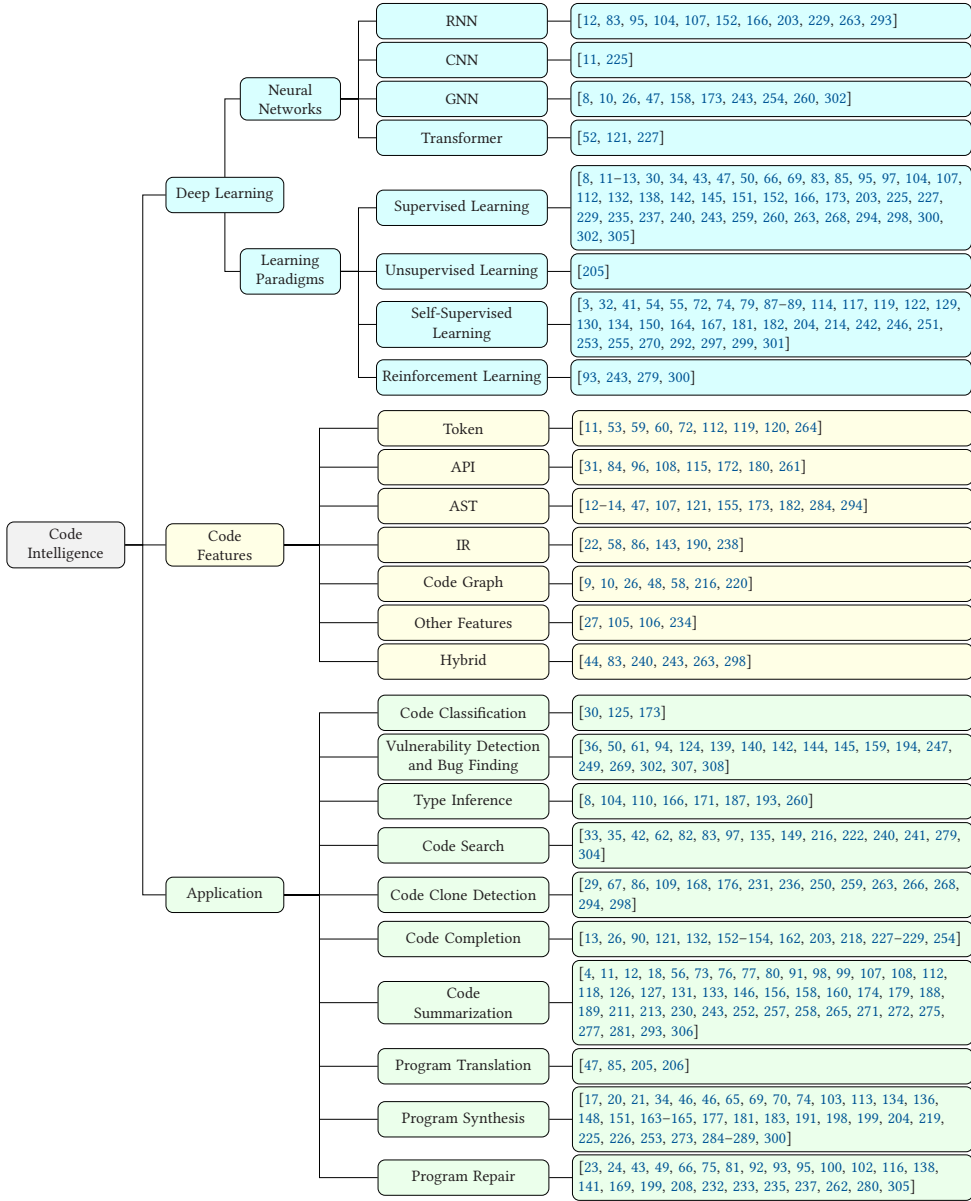 RNN
[12, 83, 95, 104, 107, 152, 166, 203, 229, 263, 293]
CNN
[11, 225]
Neural
Networks
GNN
[8, 10, 26, 47, 158, 173, 243, 254, 260, 302]
Transformer
[52, 121, 227]
Deep Learning
Supervised Learning
[8, 11–13, 30, 34, 43, 47, 50, 66, 69, 83, 85, 95, 97, 104, 107,
112, 132, 138, 142, 145, 151, 152, 166, 173, 203, 225, 227,
229, 235, 237, 240, 243, 259, 260, 263, 268, 294, 298, 300,
302, 305]
Learning
Paradigms
Unsupervised Learning
[205]
Self-Supervised
Learning
[3, 32, 41, 54, 55, 72, 74, 79, 87–89, 114, 117, 119, 122, 129,
130, 134, 150, 164, 167, 181, 182, 204, 214, 242, 246, 251,
253, 255, 270, 292, 297, 299, 301]
Reinforcement Learning
[93, 243, 279, 300]
Token
[11, 53, 59, 60, 72, 112, 119, 120, 264]
API
[31, 84, 96, 108, 115, 172, 180, 261]
AST
[12–14, 47, 107, 121, 155, 173, 182, 284, 294]
Code
Intelligence
Code
Features
IR
[22, 58, 86, 143, 190, 238]
Code Graph
[9, 10, 26, 48, 58, 216, 220]
Other Features
[27, 105, 106, 234]
Hybrid
[44, 83, 240, 243, 263, 298]
Code Classification
[30, 125, 173]
Vulnerability Detection
and Bug Finding
[36, 50, 61, 94, 124, 139, 140, 142, 144, 145, 159, 194, 247,
249, 269, 302, 307, 308]
Type Inference
[8, 104, 110, 166, 171, 187, 193, 260]
Code Search
[33, 35, 42, 62, 82, 83, 97, 135, 149, 216, 222, 240, 241, 279,
304]
Application
Code Clone Detection
[29, 67, 86, 109, 168, 176, 231, 236, 250, 259, 263, 266, 268,
294, 298]
Code Completion
[13, 26, 90, 121, 132, 152–154, 162, 203, 218, 227–229, 254]
Code
Summarization
[4, 11, 12, 18, 56, 73, 76, 77, 80, 91, 98, 99, 107, 108, 112,
118, 126, 127, 131, 133, 146, 156, 158, 160, 174, 179, 188,
189, 211, 213, 230, 243, 252, 257, 258, 265, 271, 272, 275,
277, 281, 293, 306]
Program Translation
[47, 85, 205, 206]
Program Synthesis
[17, 20, 21, 34, 46, 46, 65, 69, 70, 74, 103, 113, 134, 136,
148, 151, 163–165, 177, 181, 183, 191, 198, 199, 204, 219,
225, 226, 253, 273, 284–289, 300]
Program Repair
[23, 24, 43, 49, 66, 75, 81, 92, 93, 95, 100, 102, 116, 138,
141, 169, 199, 208, 232, 233, 235, 237, 262, 280, 305]